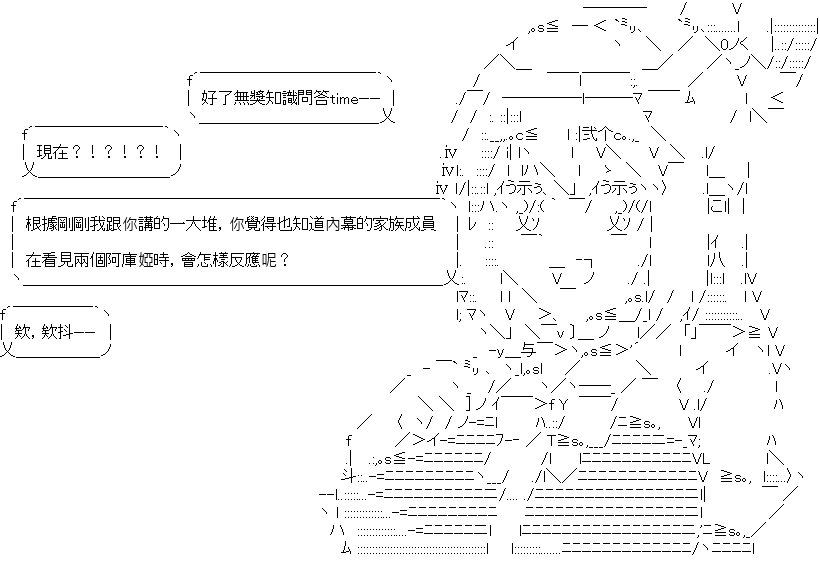 好了無獎知識問答time——
現在？！？！？！
根據剛剛我跟你講的一大堆，你覺得也知道內幕的家族成員
在看見兩個阿庫婭時，會怎樣反應呢？
欸，欸抖——